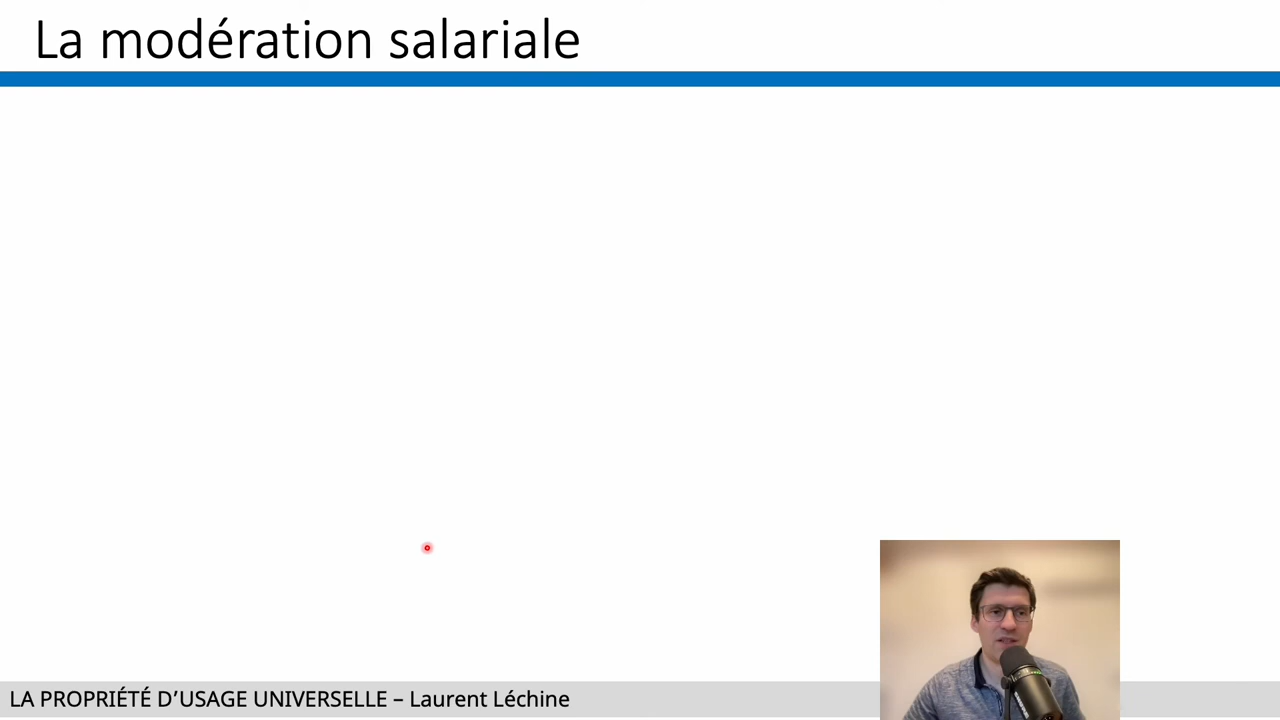 La modération salariale
LA PROPRIÉTÉ D’USAGE UNIVERSELLE – Laurent Léchine